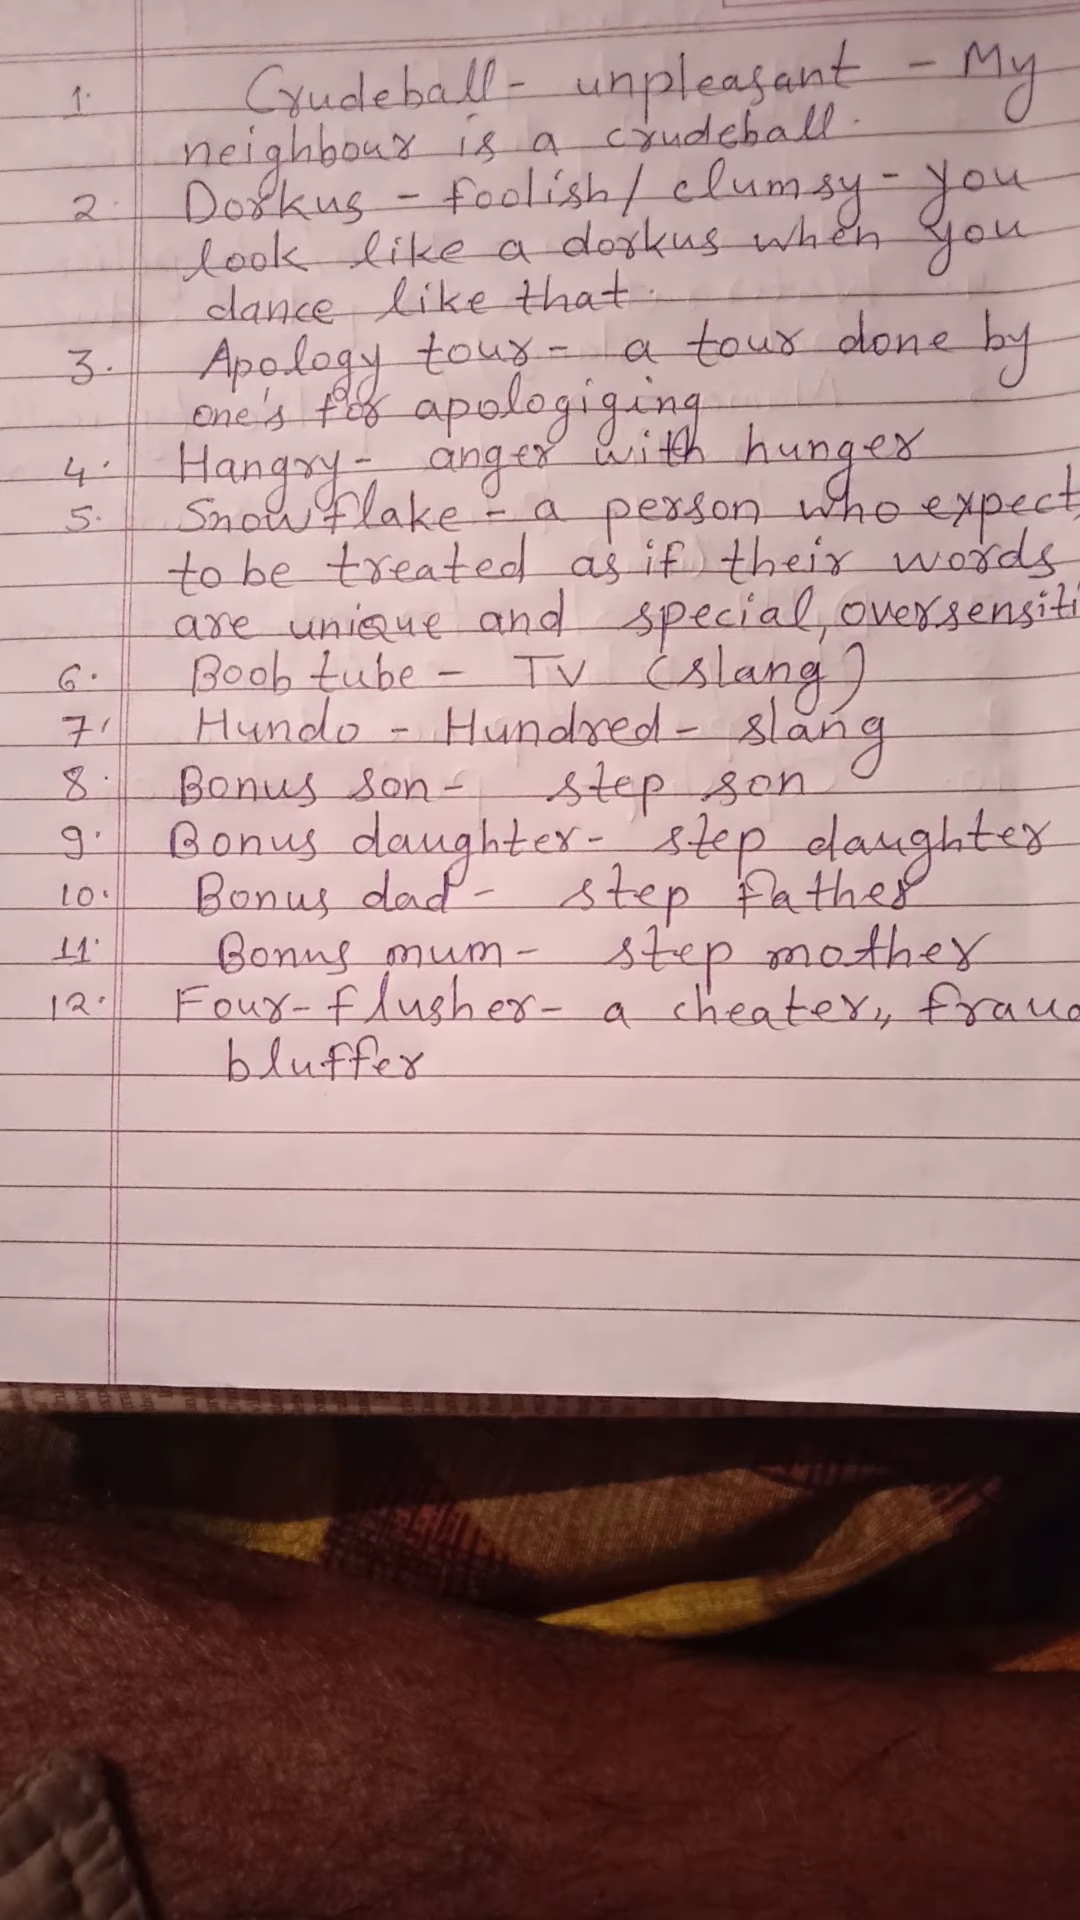 1. Crudeball - unpleasant - My
neighbour is a crudeball.
2. Dorkus - foolish/ clumsy - you
look like a dorkus when you
dance like that.
3. Apology tour - a tour done by
one's for apologiging
4. Hangry - anger with hunger
5. Snowflake - a person who expect
to be treated as if their words
are unique and special, oversensiti
6. Boob tube - TV (slang)
7. Hundo - Hundred - slang
8. Bonus son - step son
9. Bonus daughter - step daughter
10. Bonus dad - step father
11. Bonus mum - step mother
12. Four-flusher - a cheater,, frau
bluffer